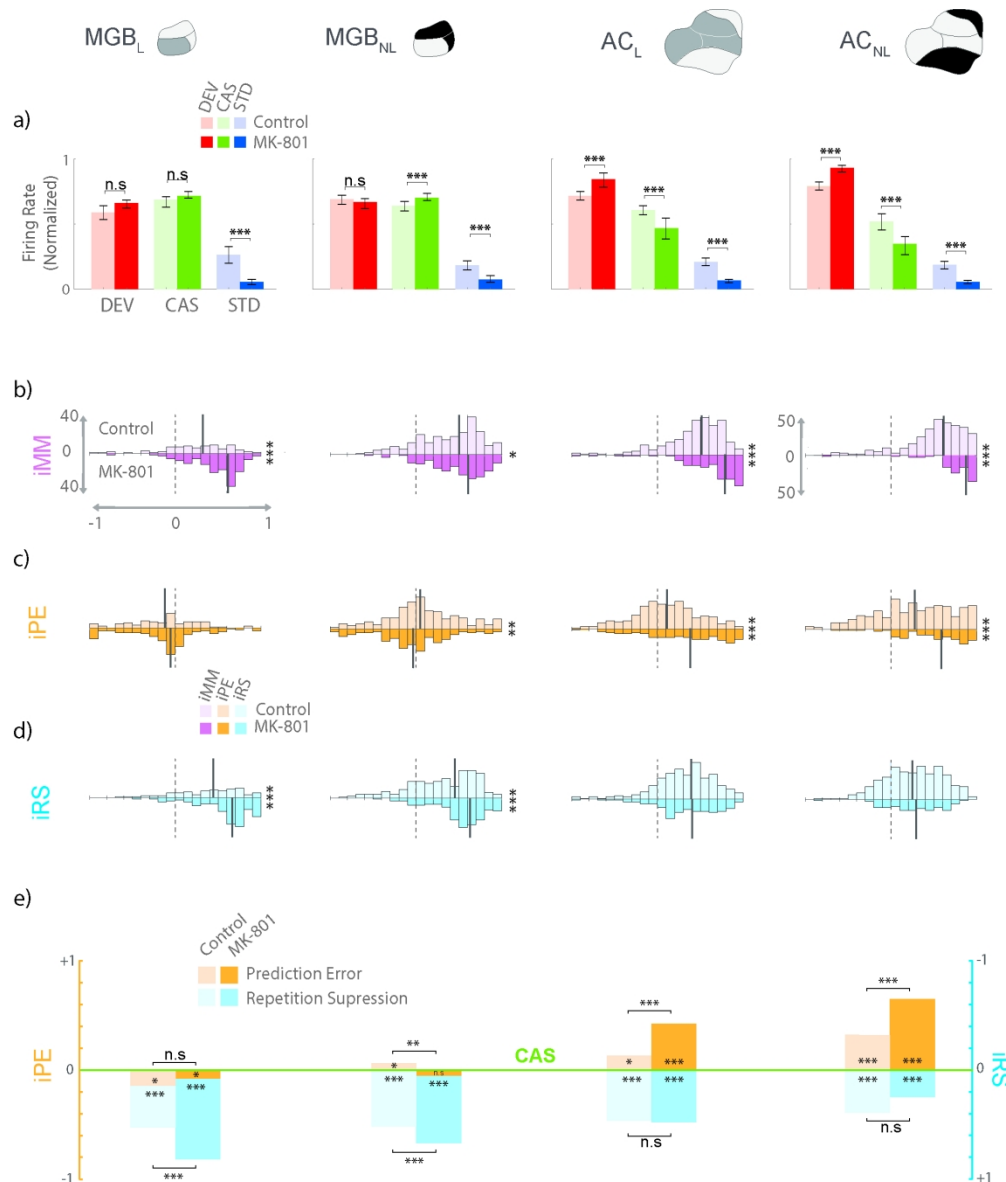 MGB_L MGB_NL AC_L AC_NL
a)
DEV CAS STD
Control
MK-801
Firing Rate (Normalized)
1
0
n.s n.s ***
n.s *** ***
*** *** ***
*** *** ***
DEV CAS STD
b)
iMM
40
0
40
Control
MK-801
-1 0 1
*** * *** ***
50
0
50
c)
iPE
** *** ***
iMM iPE iRS
Control
MK-801
d)
iRS
*** ***
e)
Control MK-801
Prediction Error
Repetition Supression
+1
0
-1
iPE
-1
0
+1
iRS
CAS
n.s ** *** ***
* * * n.s * *** *** ***
*** *** *** *** *** *** *** ***
*** *** n.s n.s